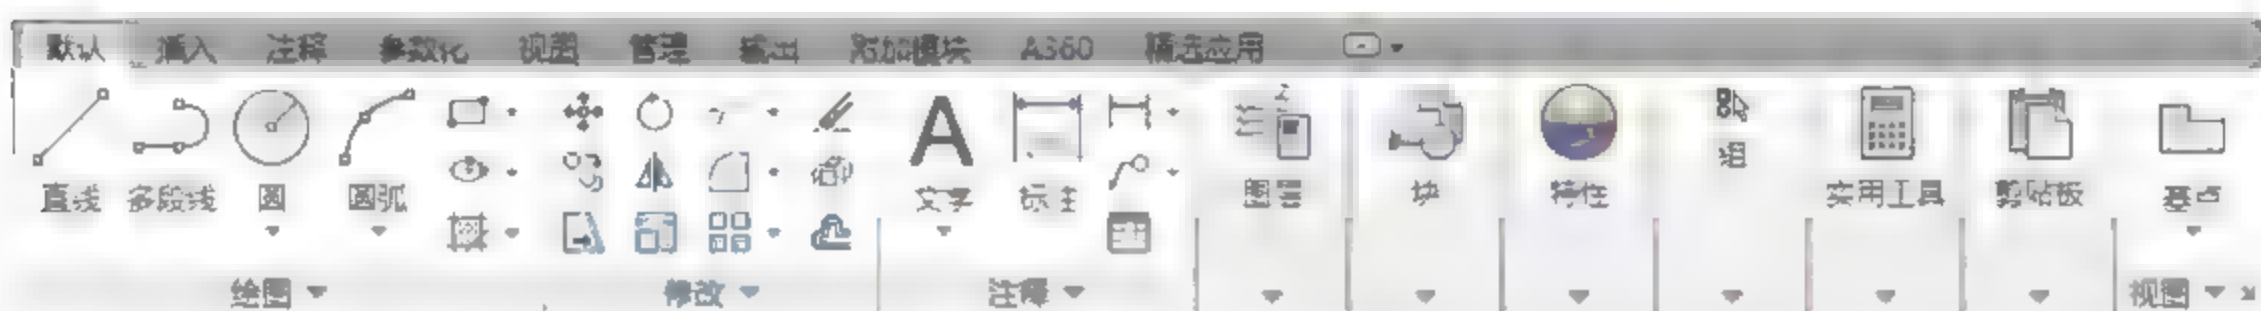 默认 插入 注释 参数化 视图 管理 输出 附加模块 A360 精选应用
直线 多段线 圆 圆弧 文字 标注 图层 块 特性 组 实用工具 剪贴板 基点
绘图 修改 注释 视图